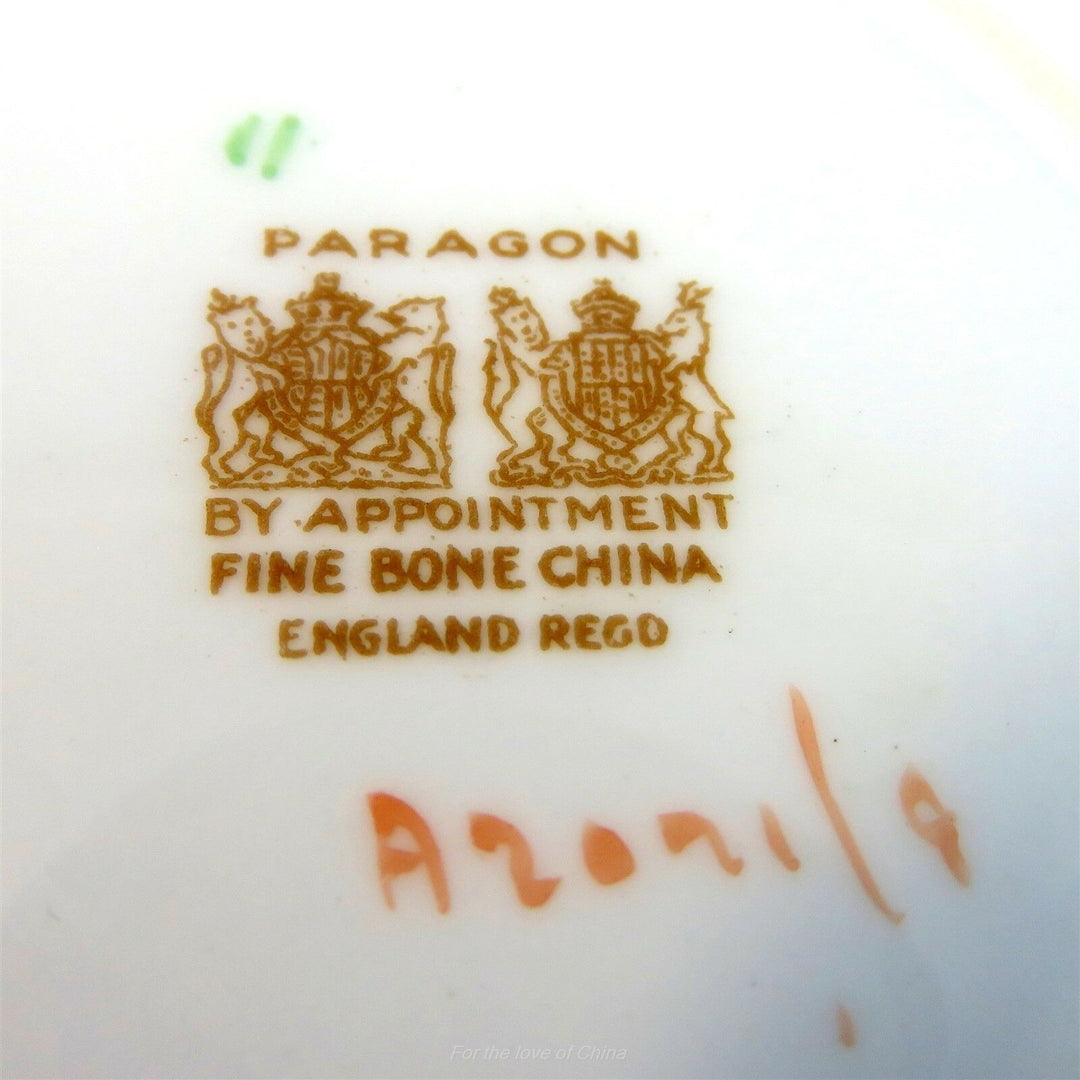 PARAGON
BY APPOINTMENT
FINE BONE CHINA
ENGLAND REGD
A2021/9
For the love of China